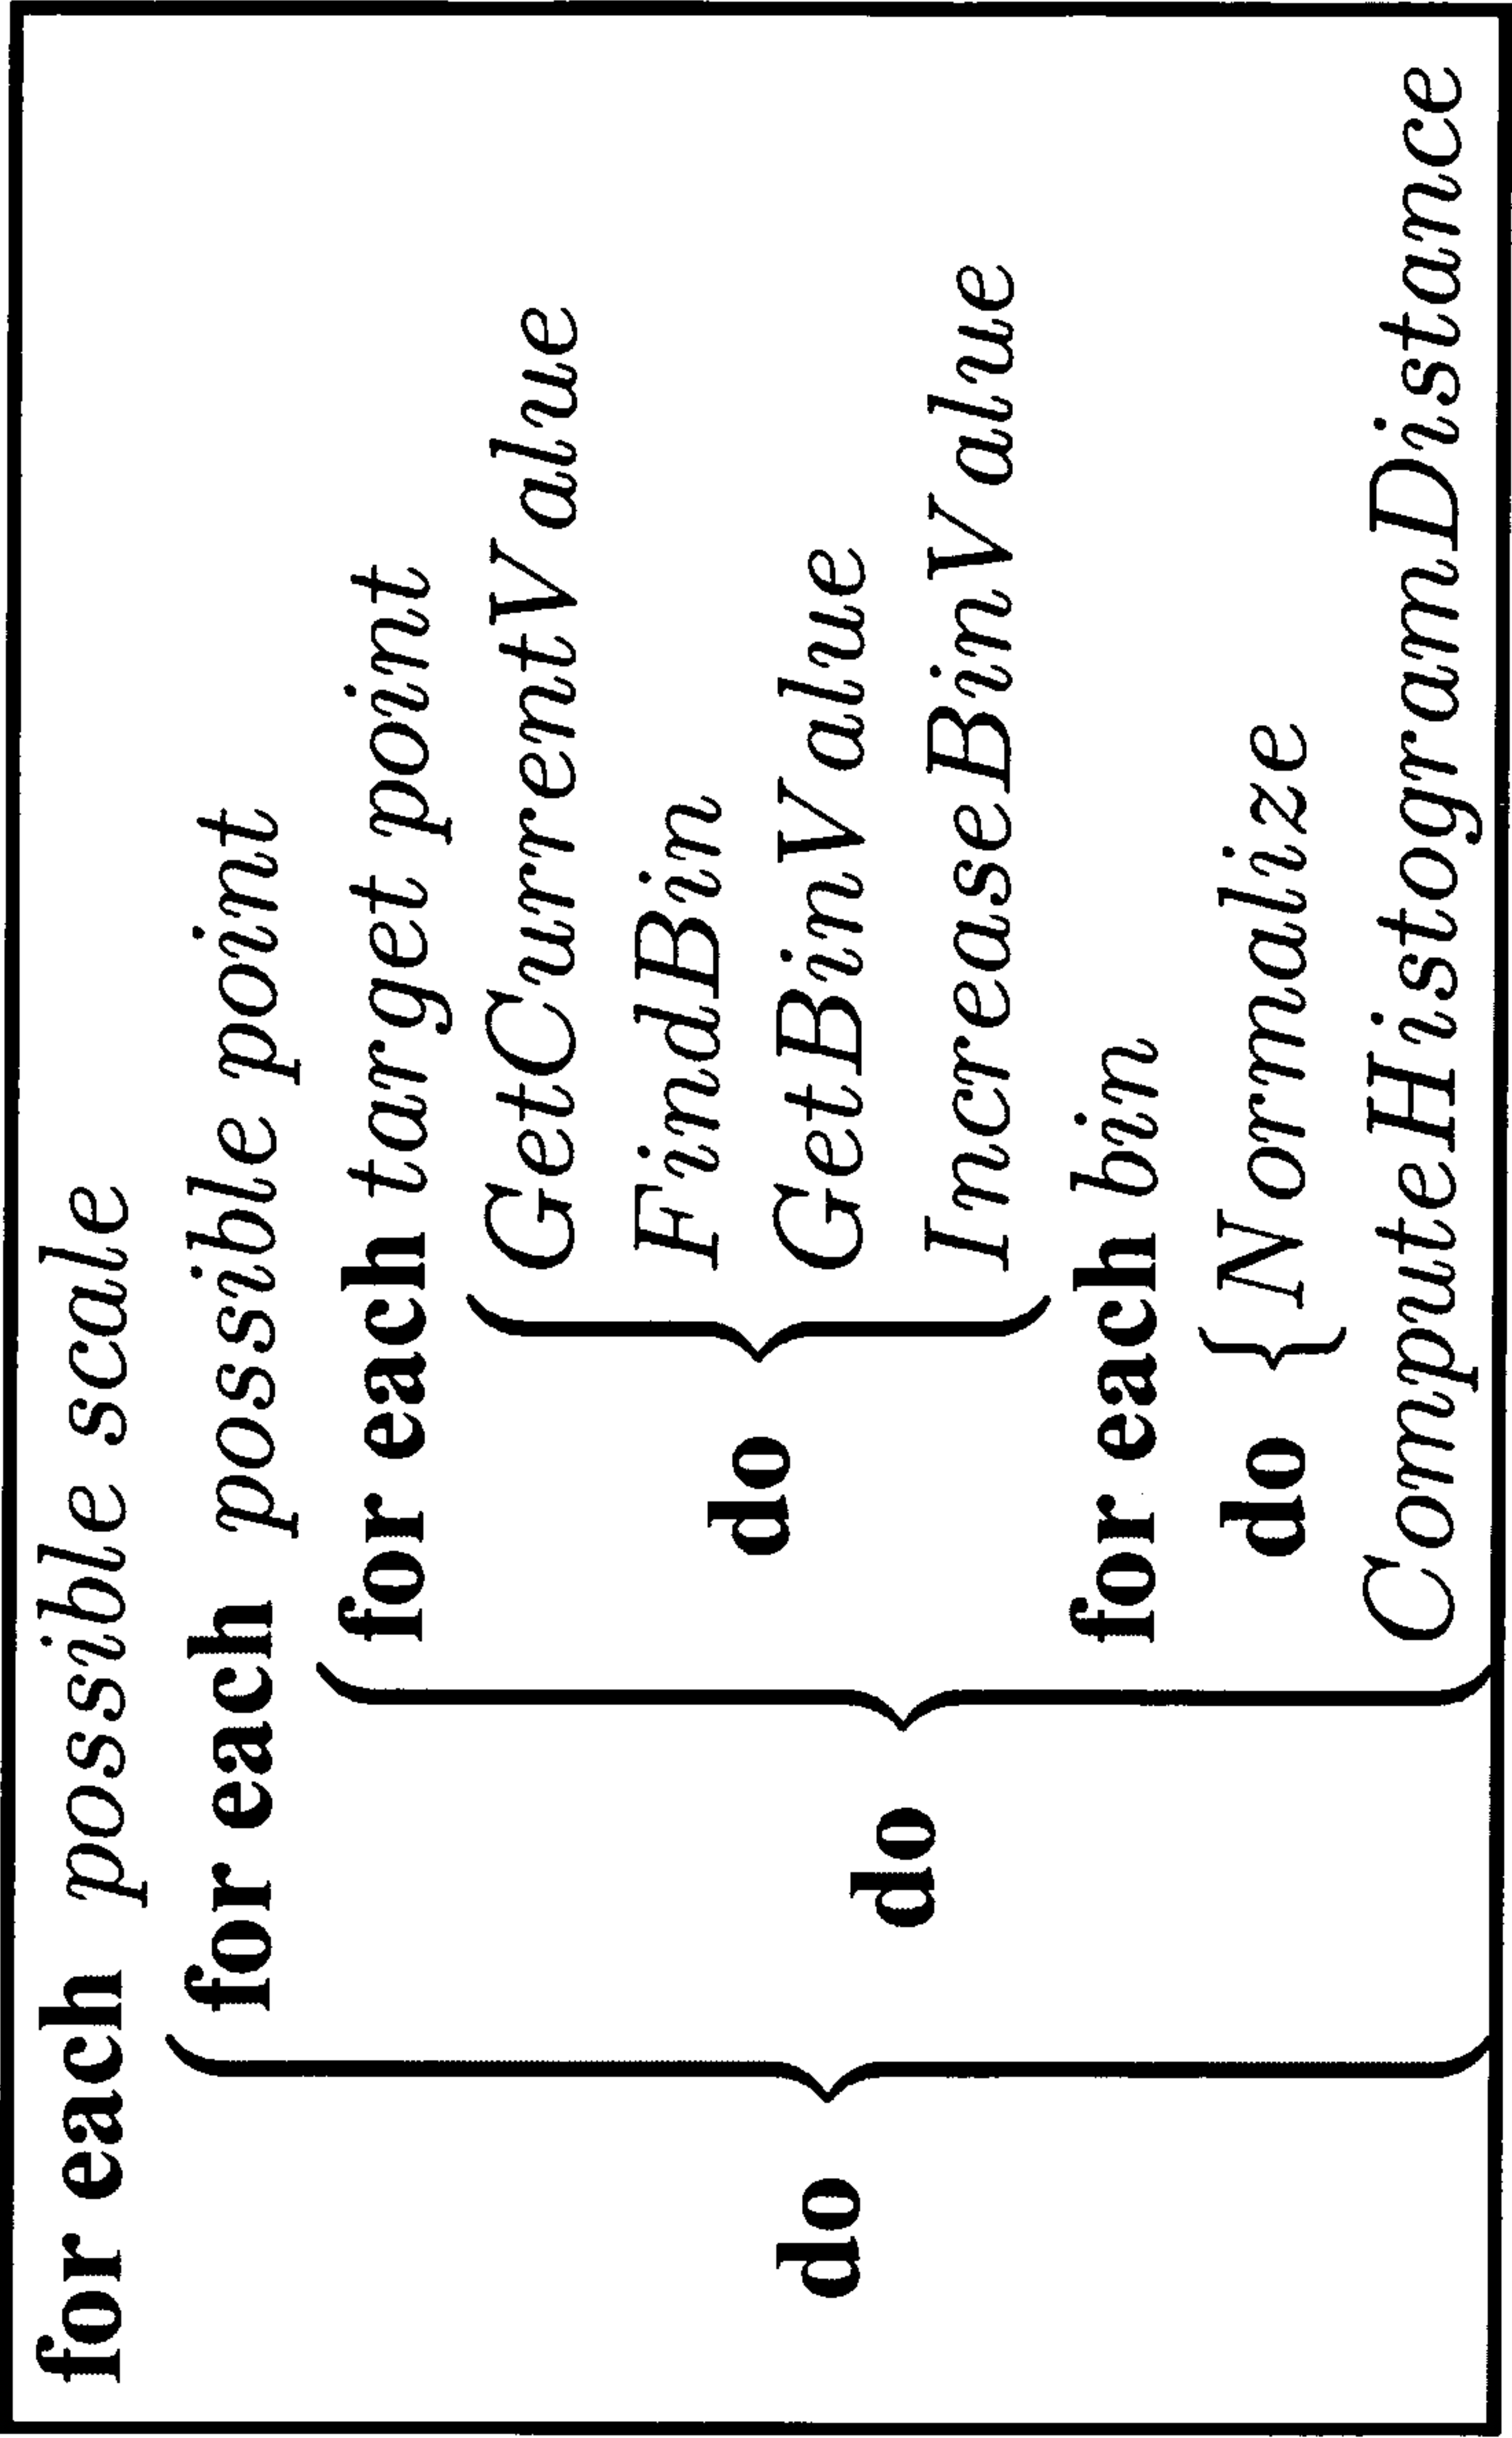 for each possible scale
for each possible point
for each target point
GetCurrentValue
FindBin
do
GetBinValue
do
do
IncreaseBinValue
for each bin
do { Normalize
ComputeHistogramDistance